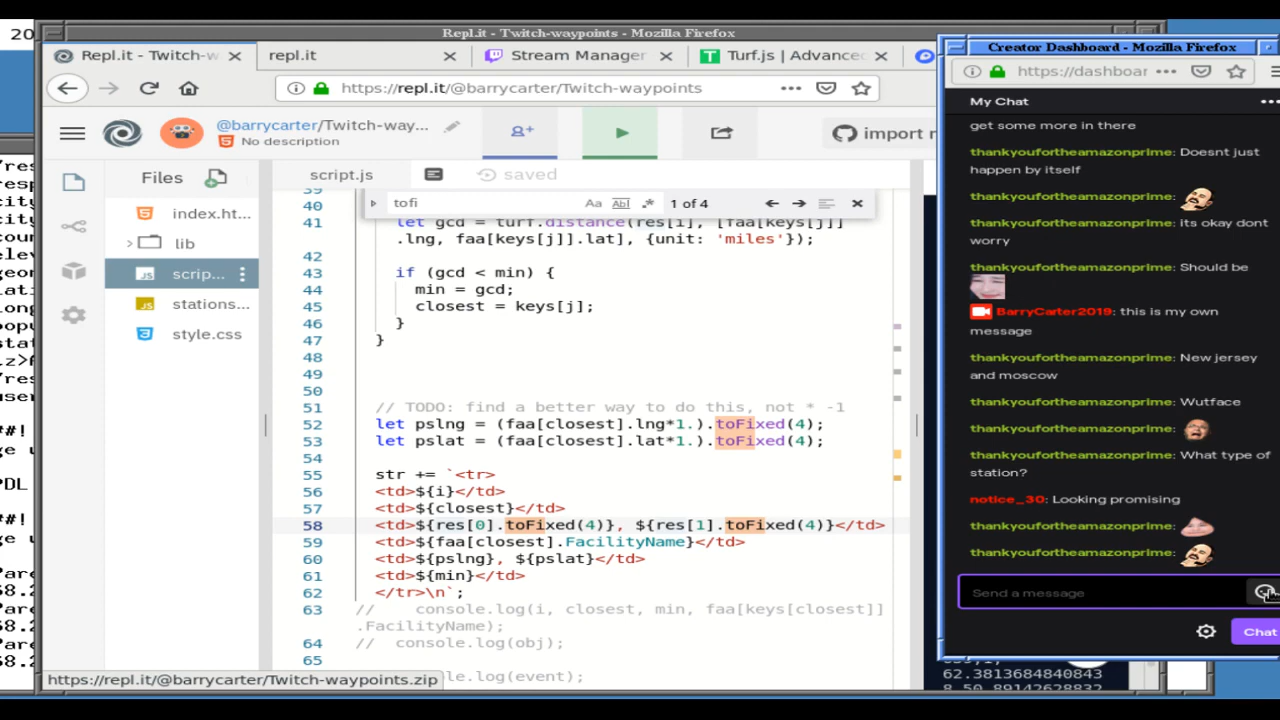 20
Repl.it - Twitch-waypoints - Mozilla Firefox
Repl.it - Twitch-w
repl.it
Stream Manager
Turf.js | Advance
https://repl.it/@barrycarter/Twitch-waypoints
@barrycarter/Twitch-way...
No description
import
Files
script.js
saved
index.ht...
lib
scrip...
stations...
style.css
tofi
Aa
Abl
1 of 4
39
40
41 let gcd = turf.distance(res[i], [faa[keys[j]]
.lng, faa[keys[j]].lat], {unit: 'miles'});
42
43 if (gcd < min) {
44 min = gcd;
45 closest = keys[j];
46 }
47 }
48
49
50
51 // TODO: find a better way to do this, not * -1
52 let pslng = (faa[closest].lng*1.).toFixed(4);
53 let pslat = (faa[closest].lat*1.).toFixed(4);
54
55 str += `<tr>
56 <td>${i}</td>
57 <td>${closest}</td>
58 <td>${res[0].toFixed(4)}, ${res[1].toFixed(4)}</td>
59 <td>${faa[closest].FacilityName}</td>
60 <td>${pslng}, ${pslat}</td>
61 <td>${min}</td>
62 </tr>\n`;
63 // console.log(i, closest, min, faa[keys[closest]]
.FacilityName);
64 // console.log(obj);
65
le.log(event);
https://repl.it/@barrycarter/Twitch-waypoints.zip
Creator Dashboard - Mozilla Firefox
https://dashboar
My Chat
get some more in there
thankyoufortheamazonprime: Doesnt just
happen by itself
thankyoufortheamazonprime:
thankyoufortheamazonprime: Its okay dont
worry
thankyoufortheamazonprime: Should be
BarryCarter2019: this is my own
message
thankyoufortheamazonprime: New jersey
and moscow
thankyoufortheamazonprime: Wutface
thankyoufortheamazonprime:
thankyoufortheamazonprime: What type of
station?
notice_30: Looking promising
thankyoufortheamazonprime:
thankyoufortheamazonprime:
Send a message
Chat
62.3813684840843
8.50.89142628832